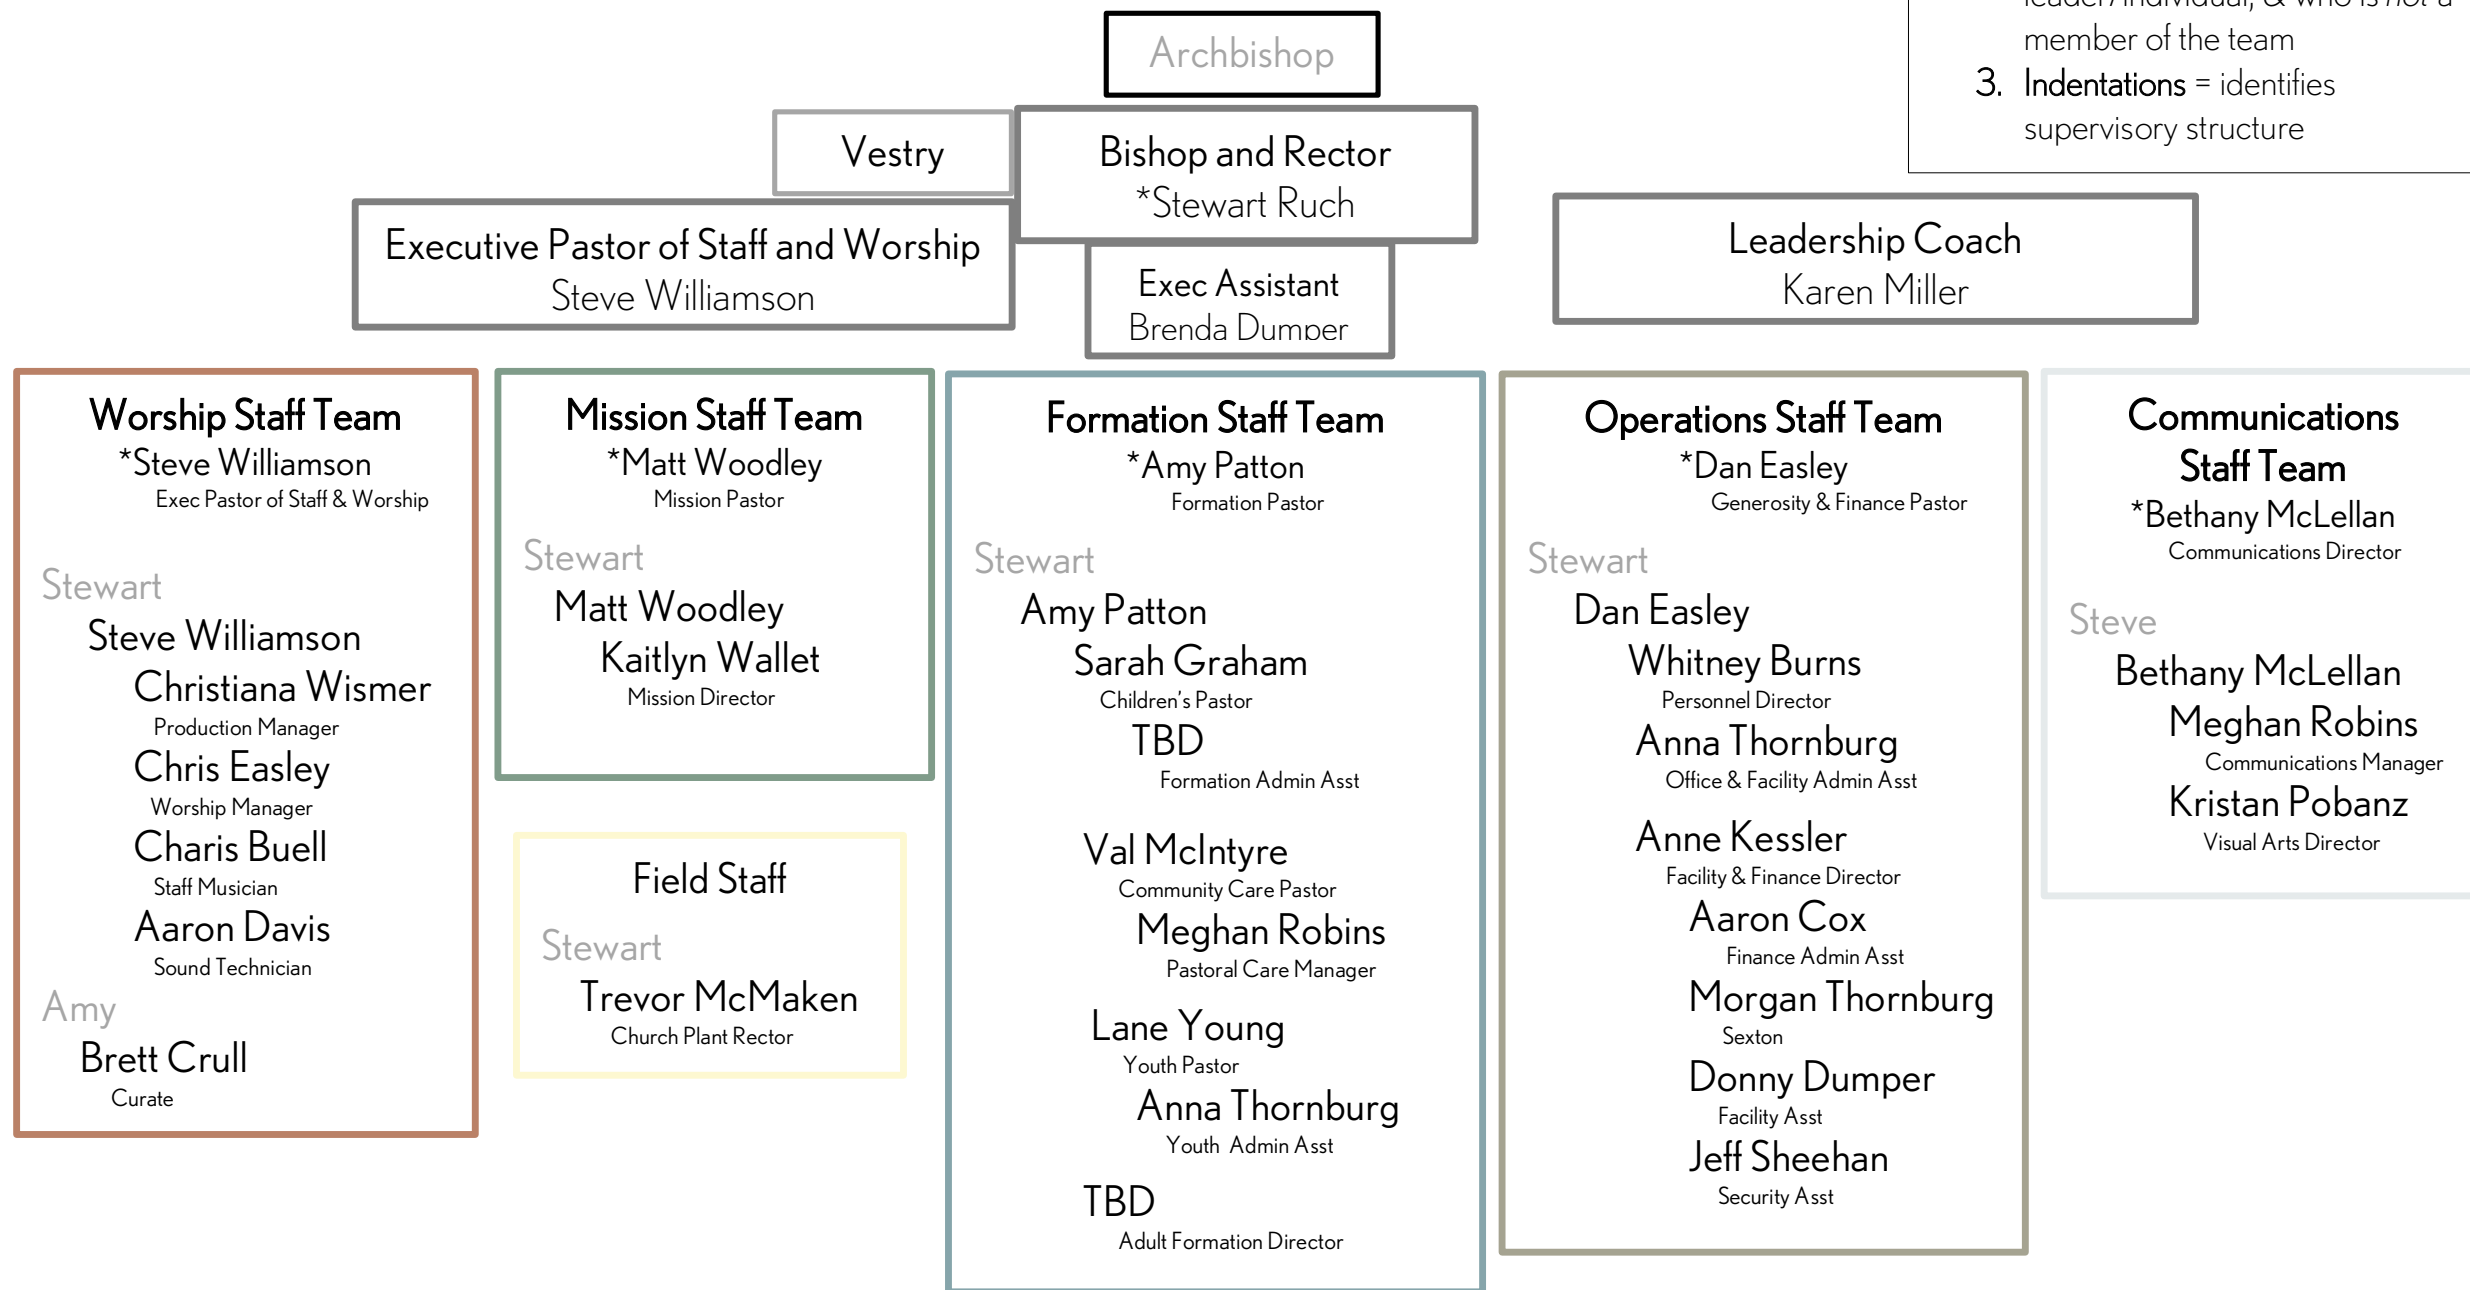 Archbishop
leader/individual, & who is not a
member of the team
3. Indentations = identifies
supervisory structure
Vestry
Bishop and Rector
*Stewart Ruch
Executive Pastor of Staff and Worship
Steve Williamson
Exec Assistant
Brenda Dumper
Leadership Coach
Karen Miller
Worship Staff Team
*Steve Williamson
Exec Pastor of Staff & Worship
Stewart
Steve Williamson
Christiana Wismer
Production Manager
Chris Easley
Worship Manager
Charis Buell
Staff Musician
Aaron Davis
Sound Technician
Amy
Brett Crull
Curate
Mission Staff Team
*Matt Woodley
Mission Pastor
Stewart
Matt Woodley
Kaitlyn Wallet
Mission Director
Field Staff
Stewart
Trevor McMaken
Church Plant Rector
Formation Staff Team
*Amy Patton
Formation Pastor
Stewart
Amy Patton
Sarah Graham
Children's Pastor
TBD
Formation Admin Asst
Val McIntyre
Community Care Pastor
Meghan Robins
Pastoral Care Manager
Lane Young
Youth Pastor
Anna Thornburg
Youth Admin Asst
TBD
Adult Formation Director
Operations Staff Team
*Dan Easley
Generosity & Finance Pastor
Stewart
Dan Easley
Whitney Burns
Personnel Director
Anna Thornburg
Office & Facility Admin Asst
Anne Kessler
Facility & Finance Director
Aaron Cox
Finance Admin Asst
Morgan Thornburg
Sexton
Donny Dumper
Facility Asst
Jeff Sheehan
Security Asst
Communications
Staff Team
*Bethany McLellan
Communications Director
Steve
Bethany McLellan
Meghan Robins
Communications Manager
Kristan Pobanz
Visual Arts Director